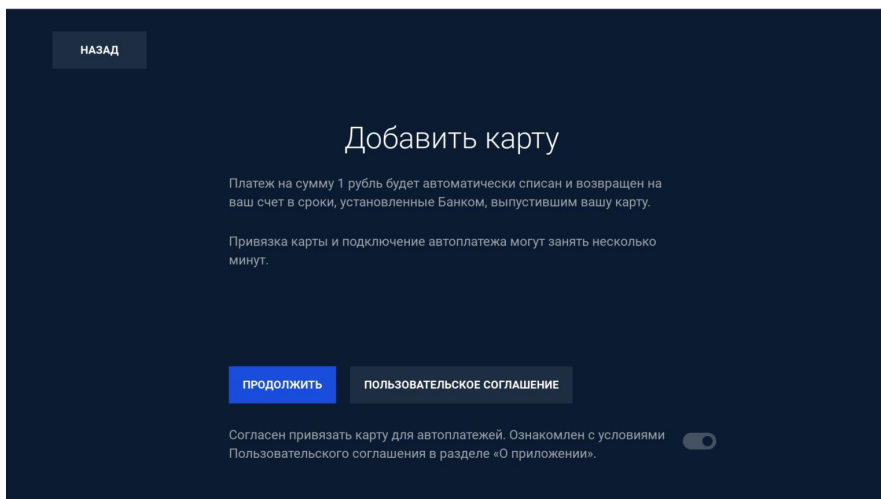 НАЗАД
Добавить карту
Платеж на сумму 1 рубль будет автоматически списан и возвращен на
ваш счет в сроки, установленные Банком, выпустившим вашу карту.
Привязка карты и подключение автоплатежа могут занять несколько
минут.
ПРОДОЛЖИТЬ ПОЛЬЗОВАТЕЛЬСКОЕ СОГЛАШЕНИЕ
Согласен привязать карту для автоплатежей. Ознакомлен с условиями
Пользовательского соглашения в разделе «О приложении».